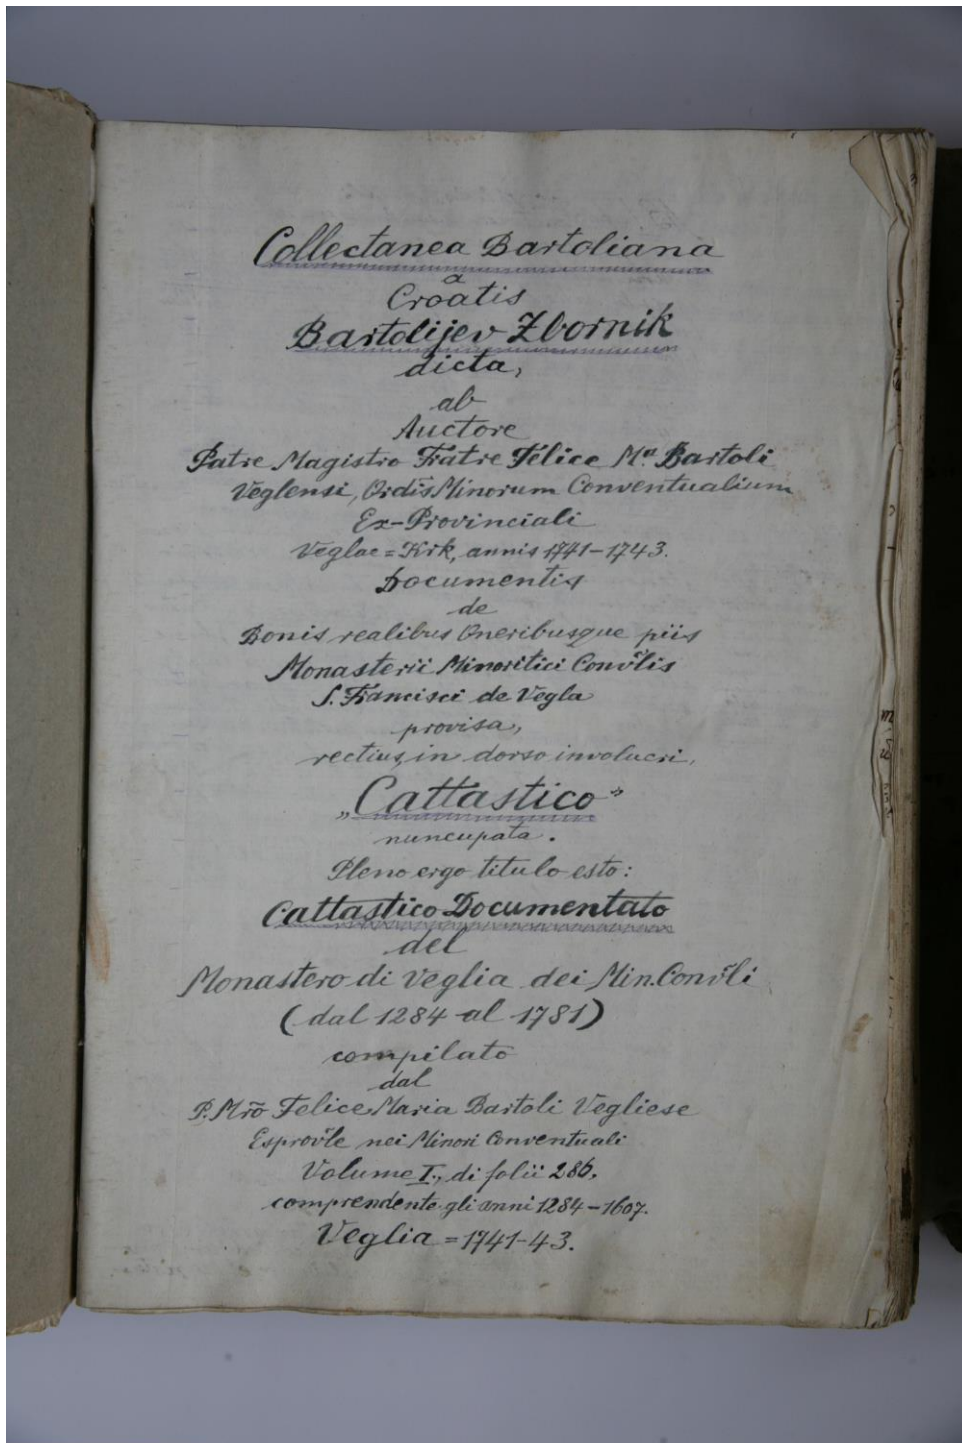 Collectanea Bartoliana
a
Croatis
Bartolijev Zbornik
dicta,
ab
Auctore
Patre Magistro Fratre Felice M.ª Bartoli
Veglensi, Ordis Minorum Conventualium
Ex-Provinciali
Veglae = Krk, annis 1741-1743.
Documentis
de
Bonis realibus Oneribusque piis
Monasterii Minoritici Convlis
S. Francisci de Vegla
provisa,
rectius, in dorso involucri,
„Cattastico”
nuncupata.
Pleno ergo titulo esto:
Cattastico Documentato
del
Monastero di Veglia dei Min. Convli
(dal 1284 al 1781)
compilato
dal
P. Mrõ Felice Maria Bartoli Vegliese
Esprovle nei Minori Conventuali
Volume I., di folii 286,
comprendente gli anni 1284-1607.
Veglia = 1741-43.